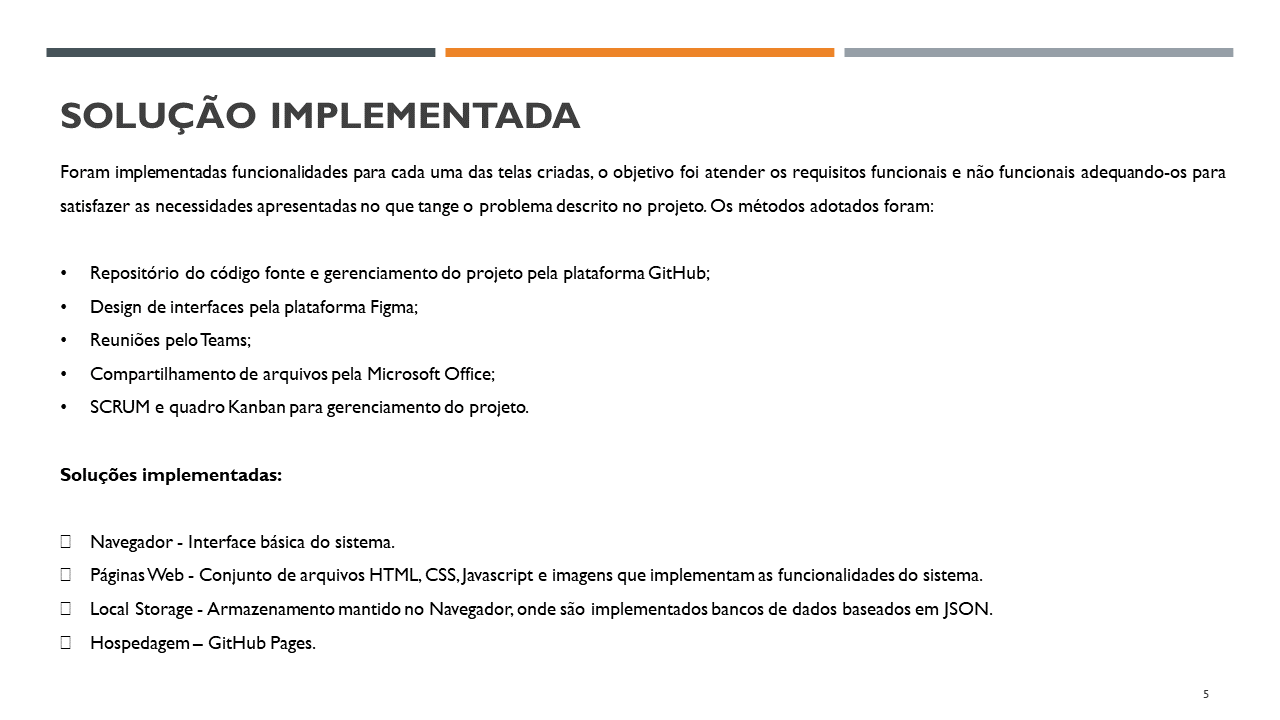 SOLUÇÃO IMPLEMENTADA
Foram implementadas funcionalidades para cada uma das telas criadas, o objetivo foi atender os requisitos funcionais e não funcionais adequando-os para
satisfazer as necessidades apresentadas no que tange o problema descrito no projeto. Os métodos adotados foram:
• Repositório do código fonte e gerenciamento do projeto pela plataforma GitHub;
• Design de interfaces pela plataforma Figma;
• Reuniões pelo Teams;
• Compartilhamento de arquivos pela Microsoft Office;
• SCRUM e quadro Kanban para gerenciamento do projeto.
Soluções implementadas:
□ Navegador - Interface básica do sistema.
□ Páginas Web - Conjunto de arquivos HTML, CSS, Javascript e imagens que implementam as funcionalidades do sistema.
□ Local Storage - Armazenamento mantido no Navegador, onde são implementados bancos de dados baseados em JSON.
□ Hospedagem – GitHub Pages.
5